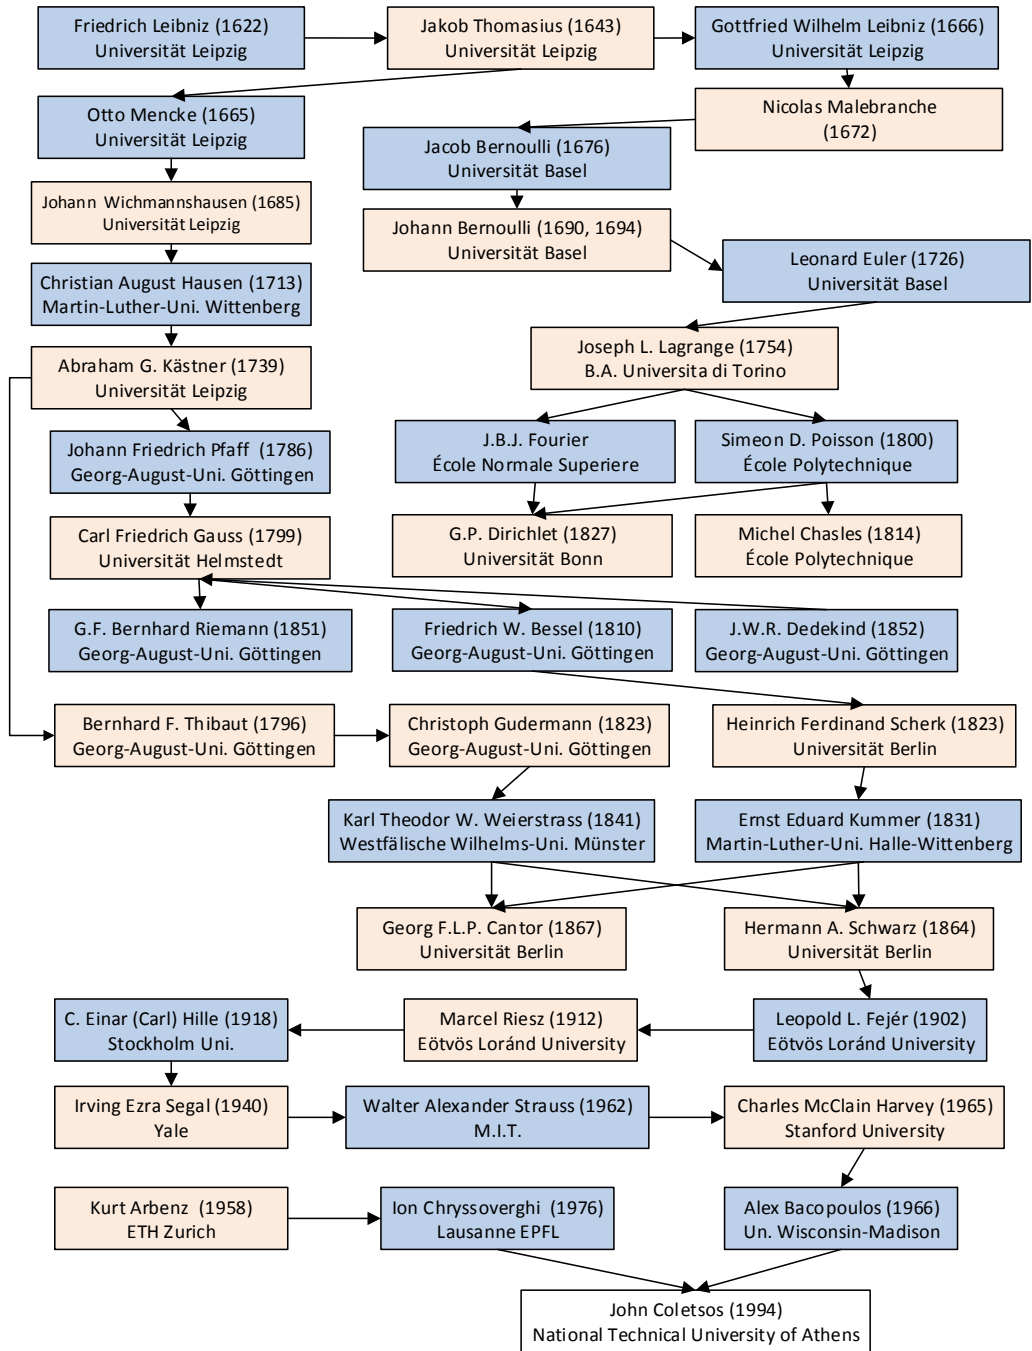 Friedrich Leibniz (1622)
Universität Leipzig
Jakob Thomasius (1643)
Universität Leipzig
Gottfried Wilhelm Leibniz (1666)
Universität Leipzig
Otto Mencke (1665)
Universität Leipzig
Nicolas Malebranche
(1672)
Jacob Bernoulli (1676)
Universität Basel
Johann Wichmannshausen (1685)
Universität Leipzig
Johann Bernoulli (1690, 1694)
Universität Basel
Leonard Euler (1726)
Universität Basel
Christian August Hausen (1713)
Martin-Luther-Uni. Wittenberg
Joseph L. Lagrange (1754)
B.A. Universita di Torino
Abraham G. Kästner (1739)
Universität Leipzig
Johann Friedrich Pfaff (1786)
Georg-August-Uni. Göttingen
J.B.J. Fourier
École Normale Superiere
Simeon D. Poisson (1800)
École Polytechnique
Carl Friedrich Gauss (1799)
Universität Helmstedt
G.P. Dirichlet (1827)
Universität Bonn
Michel Chasles (1814)
École Polytechnique
G.F. Bernhard Riemann (1851)
Georg-August-Uni. Göttingen
Friedrich W. Bessel (1810)
Georg-August-Uni. Göttingen
J.W.R. Dedekind (1852)
Georg-August-Uni. Göttingen
Bernhard F. Thibaut (1796)
Georg-August-Uni. Göttingen
Christoph Gudermann (1823)
Georg-August-Uni. Göttingen
Heinrich Ferdinand Scherk (1823)
Universität Berlin
Karl Theodor W. Weierstrass (1841)
Westfälische Wilhelms-Uni. Münster
Ernst Eduard Kummer (1831)
Martin-Luther-Uni. Halle-Wittenberg
Georg F.L.P. Cantor (1867)
Universität Berlin
Hermann A. Schwarz (1864)
Universität Berlin
C. Einar (Carl) Hille (1918)
Stockholm Uni.
Marcel Riesz (1912)
Eötvös Loránd University
Leopold L. Fejér (1902)
Eötvös Loránd University
Irving Ezra Segal (1940)
Yale
Walter Alexander Strauss (1962)
M.I.T.
Charles McClain Harvey (1965)
Stanford University
Kurt Arbenz (1958)
ETH Zurich
Ion Chryssoverghi (1976)
Lausanne EPFL
Alex Bacopoulos (1966)
Un. Wisconsin-Madison
John Coletsos (1994)
National Technical University of Athens